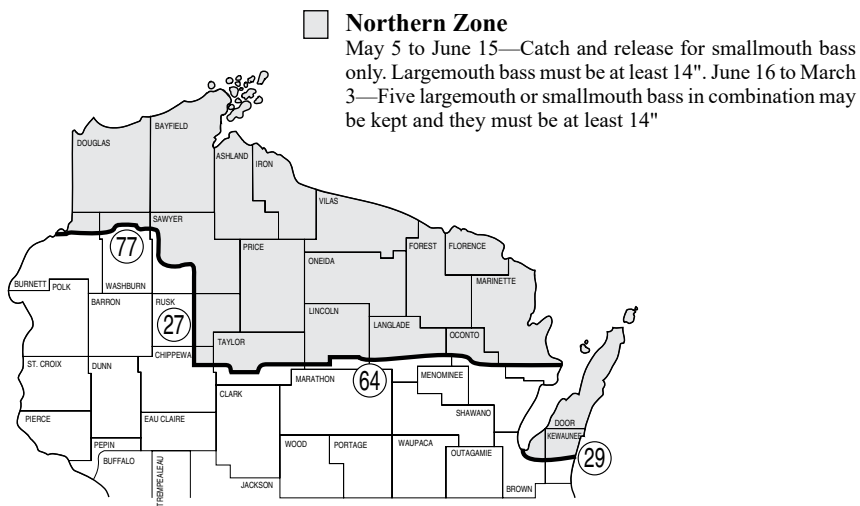 Northern Zone
May 5 to June 15—Catch and release for smallmouth bass
only. Largemouth bass must be at least 14". June 16 to March
3—Five largemouth or smallmouth bass in combination may
be kept and they must be at least 14"
BAYFIELD
DOUGLAS
ASHLAND
IRON
VILAS
SAWYER
77
PRICE
FOREST
FLORENCE
ONEIDA
MARINETTE
BURNETT
POLK
WASHBURN
BARRON
RUSK
27
LINCOLN
LANGLADE
OCONTO
TAYLOR
CHIPPEWA
ST. CROIX
DUNN
MARATHON
64
MENOMINEE
CLARK
SHAWANO
PIERCE
EAU CLAIRE
DOOR
KEWAUNEE
PEPIN
WOOD
PORTAGE
WAUPACA
OUTAGAMIE
29
BUFFALO
TREMPEALEAU
JACKSON
BROWN